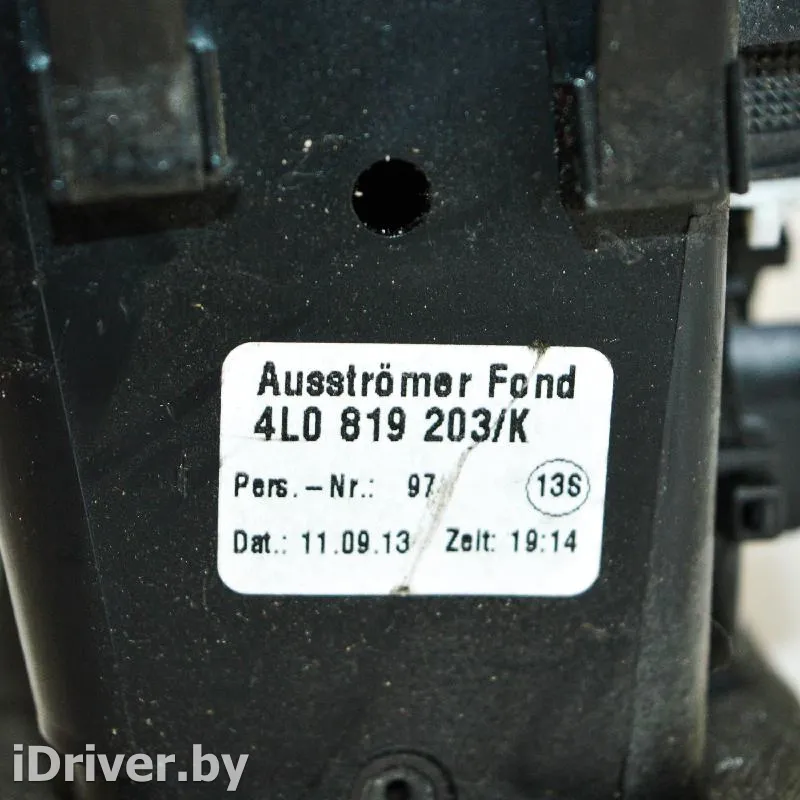 Ausströmer Fond
4L0 819 203/K
Pers.-Nr.: 97 13S
Dat.: 11.09.13 Zeit: 19:14
iDriver.by